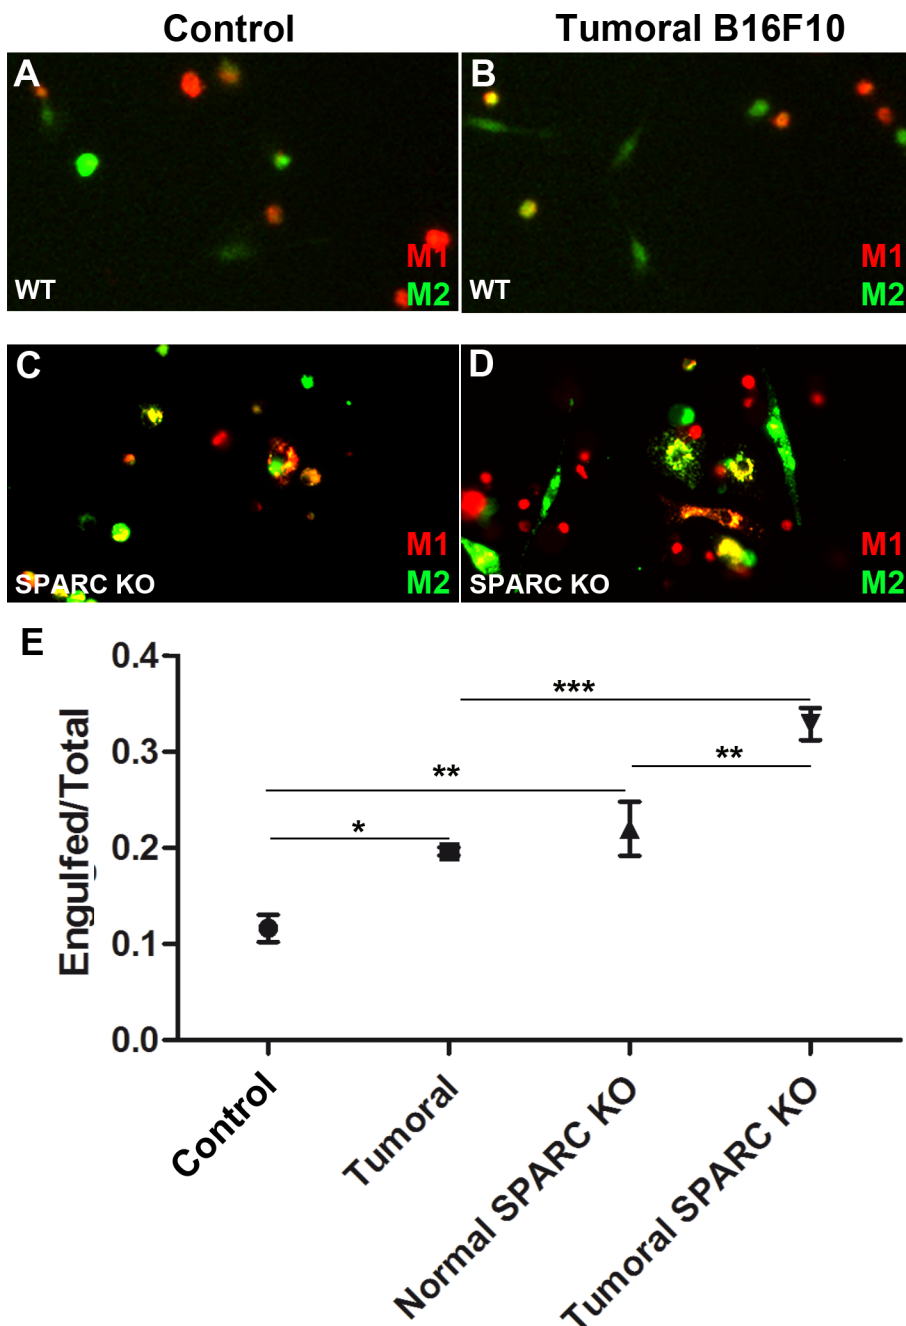 Control
Tumoral B16F10
A
B
M1
M1
WT
M2
WT
M2
C
D
M1
M1
SPARC KO
M2
SPARC KO
M2
E
0.4
***
0.3
**
**
*
0.2
0.1
0.0
Engulfed/Total
Control
Tumoral
Normal SPARC KO
Tumoral SPARC KO